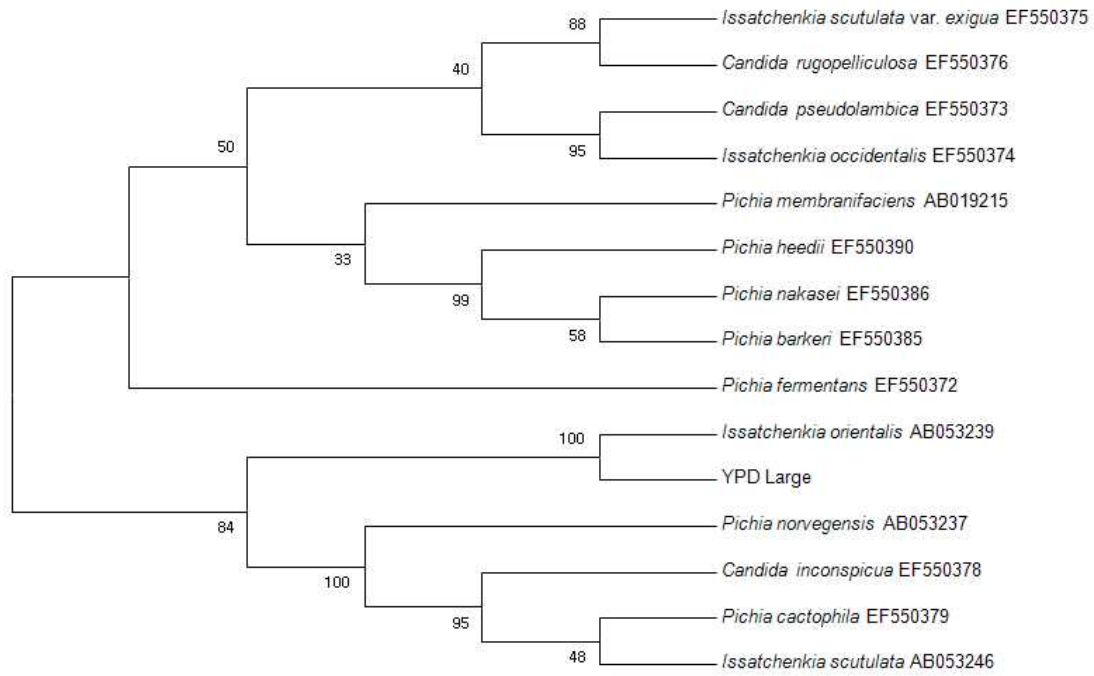 88
Issatchenkia scutulata var. exigua EF550375
40
Candida rugopelliculosa EF550376
Candida pseudolambica EF550373
50
95
Issatchenkia occidentalis EF550374
Pichia membranifaciens AB019215
33
Pichia heedii EF550390
99
Pichia nakasei EF550386
58
Pichia barkeri EF550385
Pichia fermentans EF550372
100
Issatchenkia orientalis AB053239
YPD Large
84
Pichia norvegensis AB053237
100
Candida inconspicua EF550378
95
Pichia cactophila EF550379
48
Issatchenkia scutulata AB053246